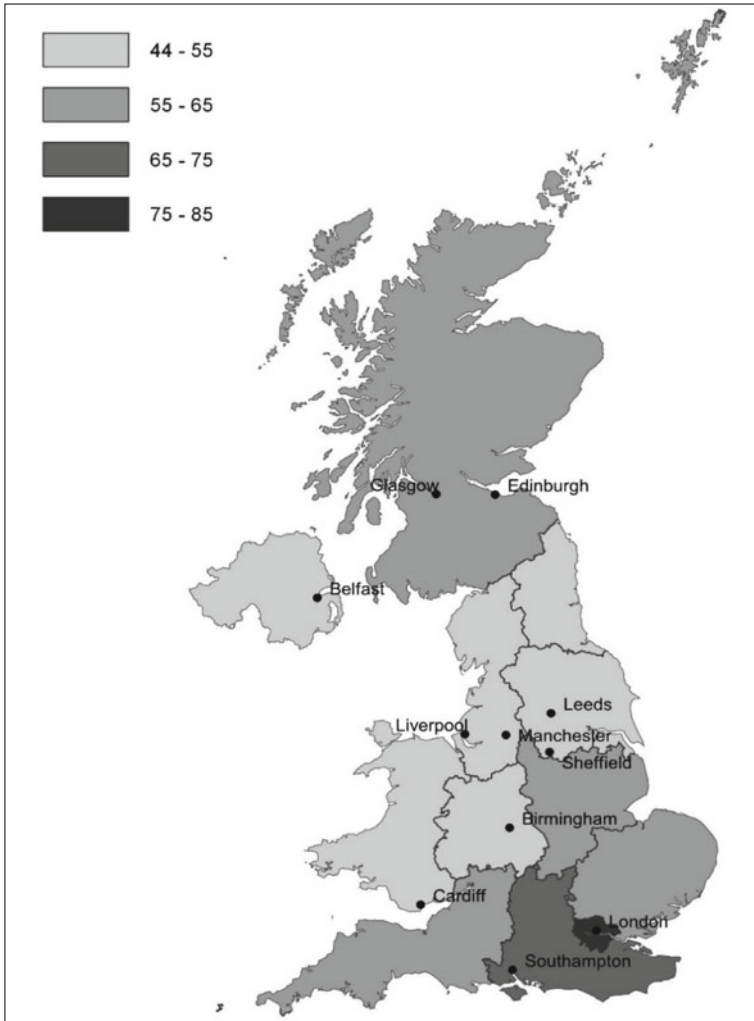 44 - 55
55 - 65
65 - 75
75 - 85
Glasgow
Edinburgh
Belfast
Leeds
Liverpool
Manchester
Sheffield
Birmingham
Cardiff
London
Southampton